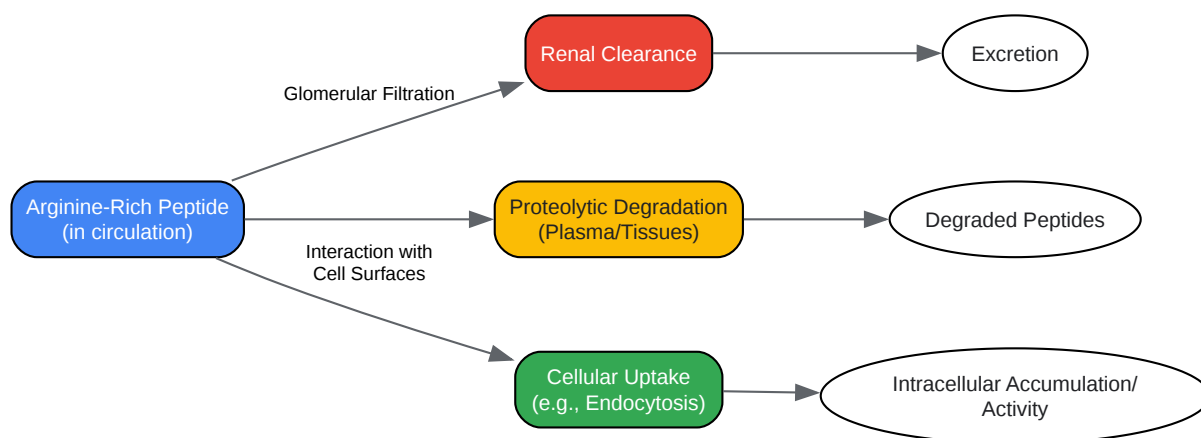 Renal Clearance
Excretion
Glomerular Filtration
Arginine-Rich Peptide
(in circulation)
Proteolytic Degradation
(Plasma/Tissues)
Degraded Peptides
Interaction with
Cell Surfaces
Cellular Uptake
(e.g., Endocytosis)
Intracellular Accumulation/
Activity